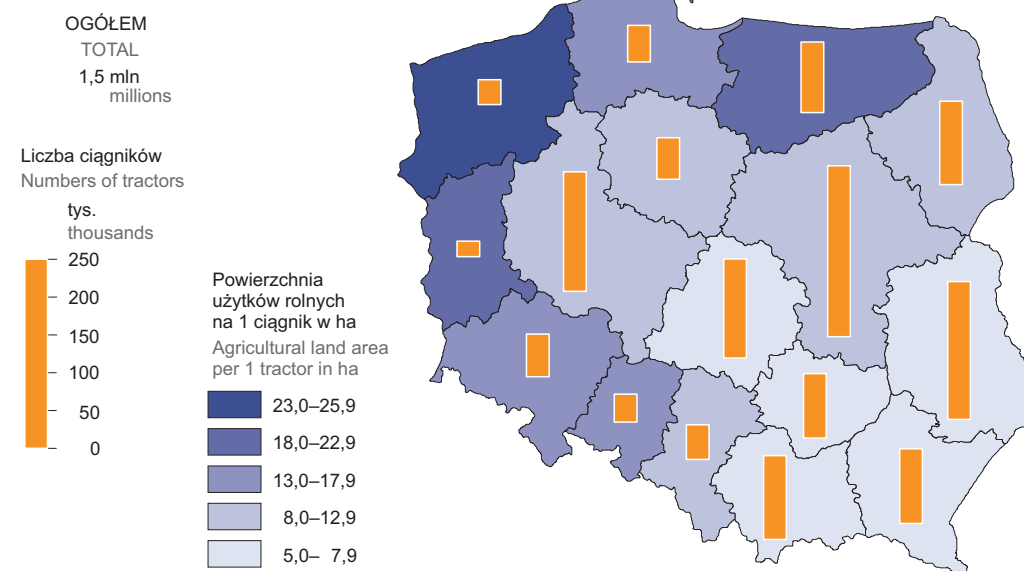 OGÓŁEM
TOTAL
1,5 mln
millions
Liczba ciągników
Numbers of tractors
tys.
thousands
250
200
150
100
50
0
Powierzchnia
użytków rolnych
na 1 ciągnik w ha
Agricultural land area
per 1 tractor in ha
23,0–25,9
18,0–22,9
13,0–17,9
8,0–12,9
5,0– 7,9